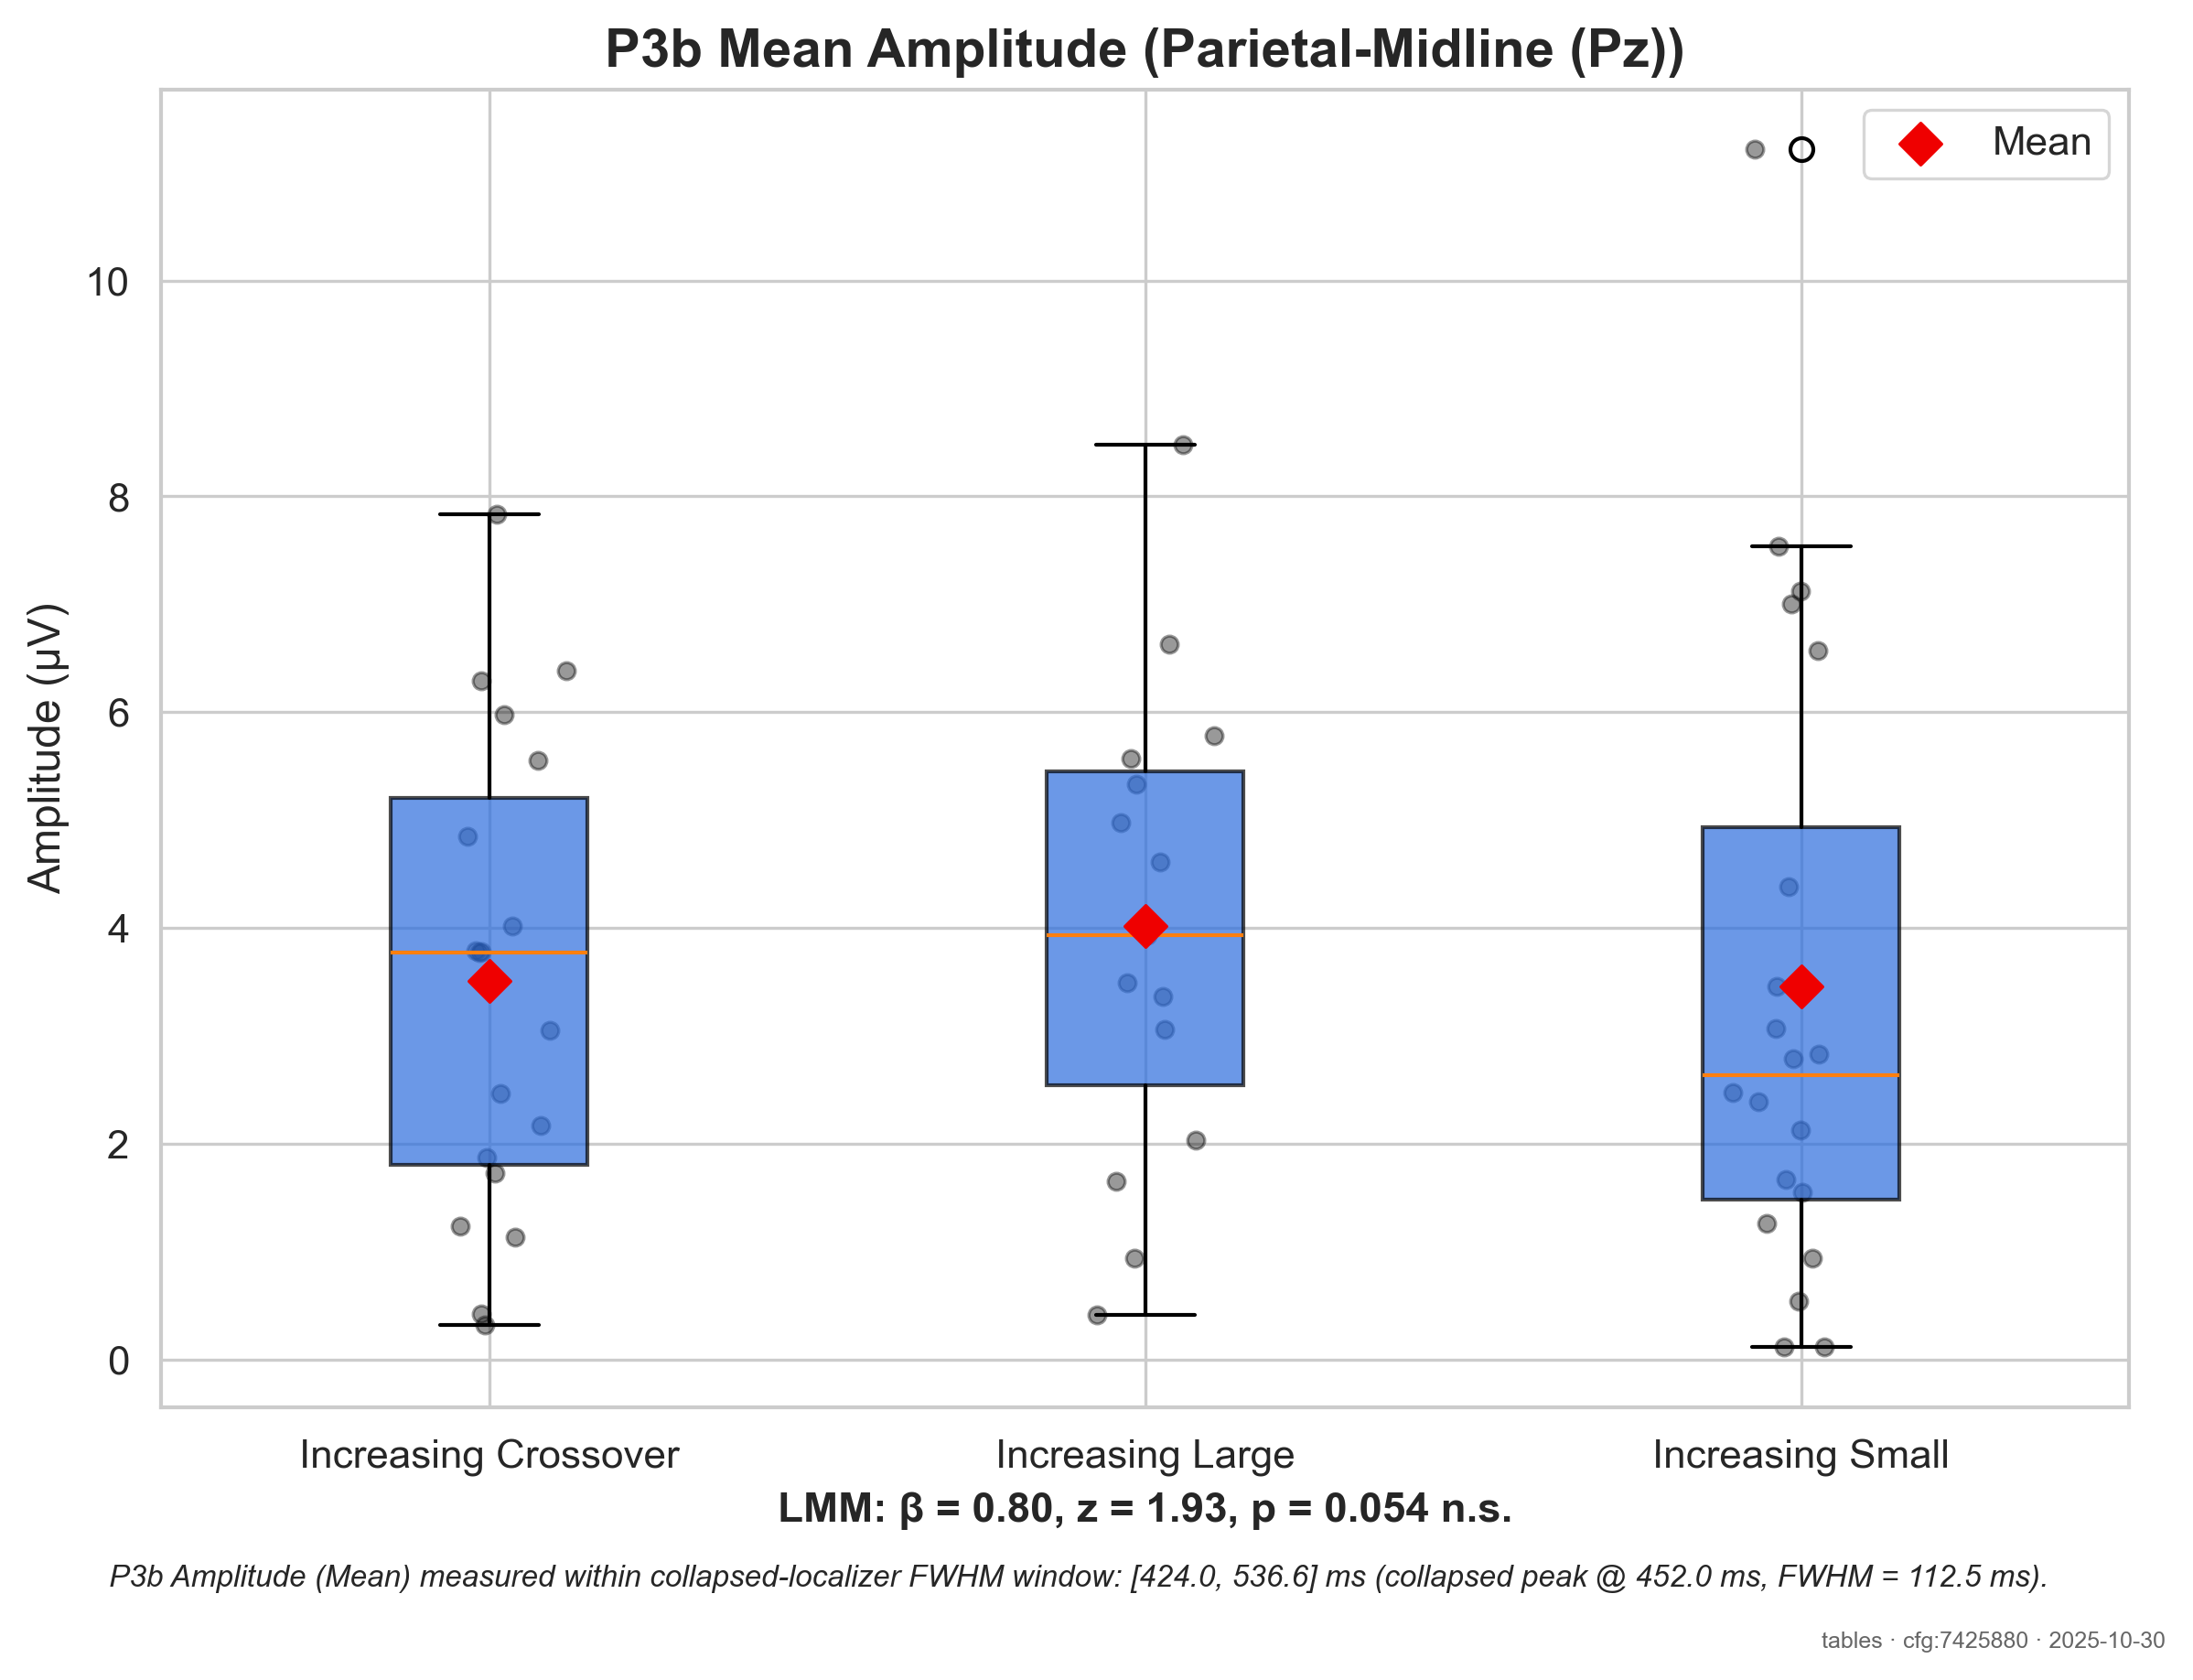 P3b Mean Amplitude (Parietal-Midline (Pz))
Mean
Amplitude (μV)
10
8
6
4
2
0
Increasing Crossover
Increasing Large
Increasing Small
LMM: β = 0.80, z = 1.93, p = 0.054 n.s.
P3b Amplitude (Mean) measured within collapsed-localizer FWHM window: [424.0, 536.6] ms (collapsed peak @ 452.0 ms, FWHM = 112.5 ms).
tables · cfg:7425880 · 2025-10-30